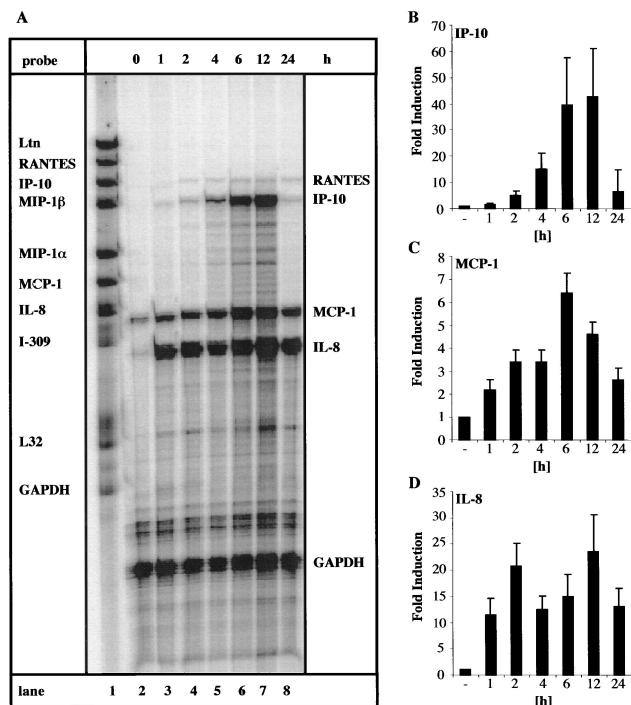 A
probe 0 1 2 4 6 12 24 h
Ltn
RANTES
IP-10
MIP-1β
MIP-1α
MCP-1
IL-8
I-309
L32
GAPDH
RANTES
IP-10
MCP-1
IL-8
GAPDH
lane 1 2 3 4 5 6 7 8
B
IP-10
Fold Induction
70
60
50
40
30
20
10
0
- 1 2 4 6 12 24
[h]
C
MCP-1
Fold Induction
8
7
6
5
4
3
2
1
0
- 1 2 4 6 12 24
[h]
D
IL-8
Fold Induction
35
30
25
20
15
10
5
0
- 1 2 4 6 12 24
[h]